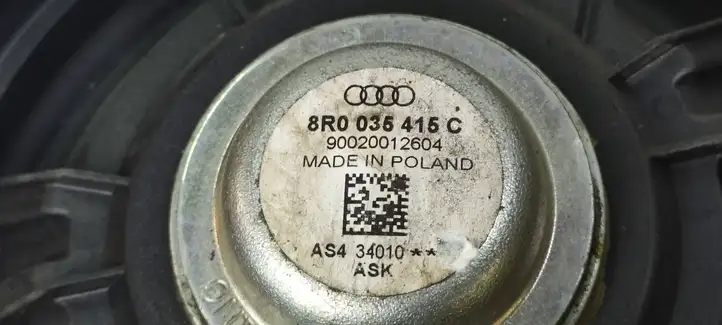 8R0 035 415 C
90020012604
MADE IN POLAND
AS4 34010 **
ASK